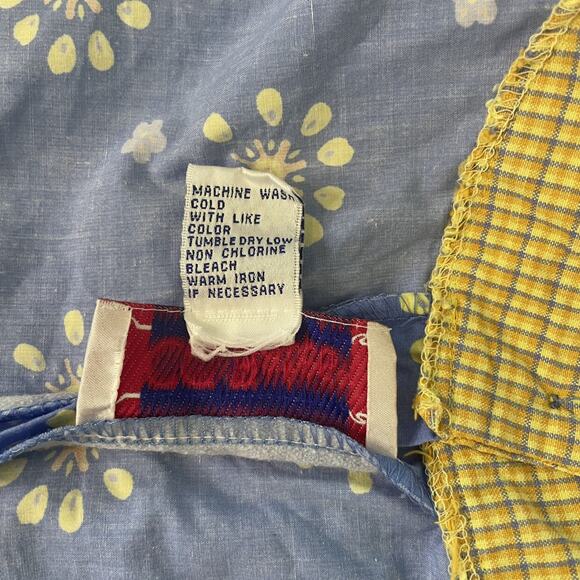 MACHINE WASH
COLD
WITH LIKE
COLOR
TUMBLE DRY LOW
NON CHLORINE
BLEACH
WARM IRON
IF NECESSARY